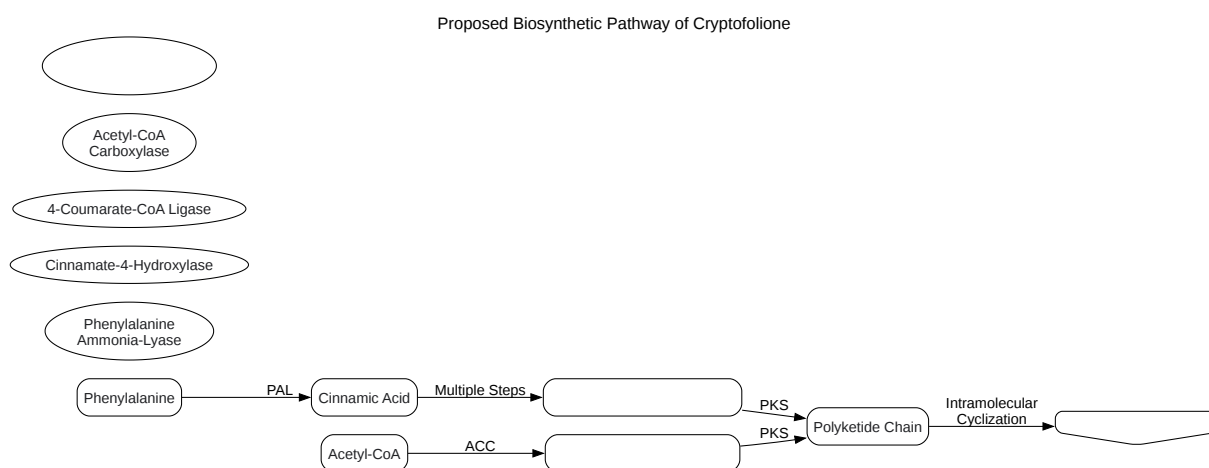 Proposed Biosynthetic Pathway of Cryptofolione
Acetyl-CoA
Carboxylase
4-Coumarate-CoA Ligase
Cinnamate-4-Hydroxylase
Phenylalanine
Ammonia-Lyase
Phenylalanine
PAL
Cinnamic Acid
Multiple Steps
PKS
Acetyl-CoA
ACC
PKS
Polyketide Chain
Intramolecular
Cyclization